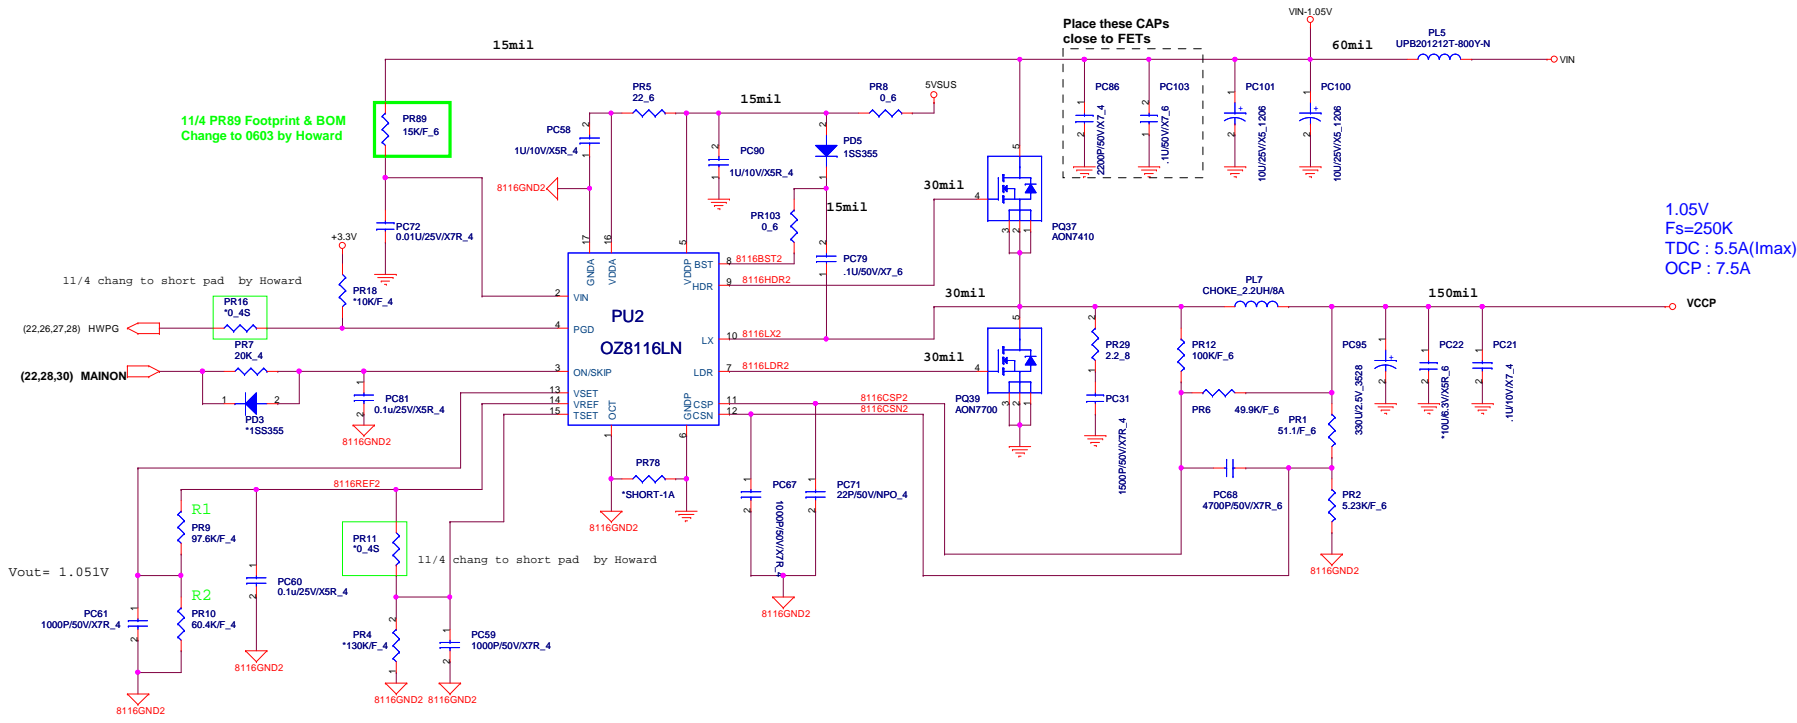 Place these CAPs
close to FETs
VIN-1.05V
15mil
60mil
PL5
UPB201212T-800Y-N
VIN
11/4 PR89 Footprint & BOM
Change to 0603 by Howard
PR89
15K/F_6
PR5
22_6
15mil
PR8
0_6
5VSUS
PC86
2200P/50V/X7_4
PC103
.1U/50V/X7_6
PC101
10U/25V/X5_1206
PC100
10U/25V/X5_1206
PC58
1U/10V/X5R_4
PC90
1U/10V/X5R_4
PD5
1SS355
8116GND2
30mil
15mil
PR103
0_6
PQ37
AON7410
1.05V
Fs=250K
TDC : 5.5A(Imax)
OCP : 7.5A
PC72
0.01U/25V/X7R_4
+3.3V
PC79
.1U/50V/X7_6
11/4 chang to short pad  by Howard
PR16
*0_4S
PR18
*10K/F_4
GNDA
VDDA
VDDP
BST
8 8116BST2
HDR
9 8116HDR2
2 VIN
PU2
OZ8116LN
30mil
PL7
CHOKE_2.2UH/8A
150mil
VCCP
(22,26,27,28) HWPG
4 PGD
LX
10 8116LX2
PR7
20K_4
(22,28,30) MAINON
3 ON/SKIP
LDR
7 8116LDR2
30mil
PQ39
AON7700
PR29
2.2_8
PR12
100K/F_6
PC95
330U/2.5V_3528
PC22
*10U/6.3V/X5R_6
PC21
.1U/10V/X7_4
PD3
*1SS355
PC81
0.1u/25V/X5R_4
8116GND2
13 VSET
14 VREF
15 TSET
OCT
GNDP
CSP
11 8116CSP2
CSN
12 8116CSN2
PC31
1500P/50V/X7R_4
PR6
49.9K/F_6
PR1
51.1/F_6
PR78
*SHORT-1A
8116GND2
PC67
1000P/50V/X7R_4
PC71
22P/50V/NPO_4
PC68
4700P/50V/X7R_6
PR2
5.23K/F_6
8116GND2
8116REF2
R1
PR9
97.6K/F_4
PR11
*0_4S
11/4 chang to short pad  by Howard
Vout= 1.051V
R2
PR10
60.4K/F_4
PC60
0.1u/25V/X5R_4
PC61
1000P/50V/X7R_4
PR4
*130K/F_4
PC59
1000P/50V/X7R_4
8116GND2
8116GND2
8116GND2
8116GND2
8116GND2